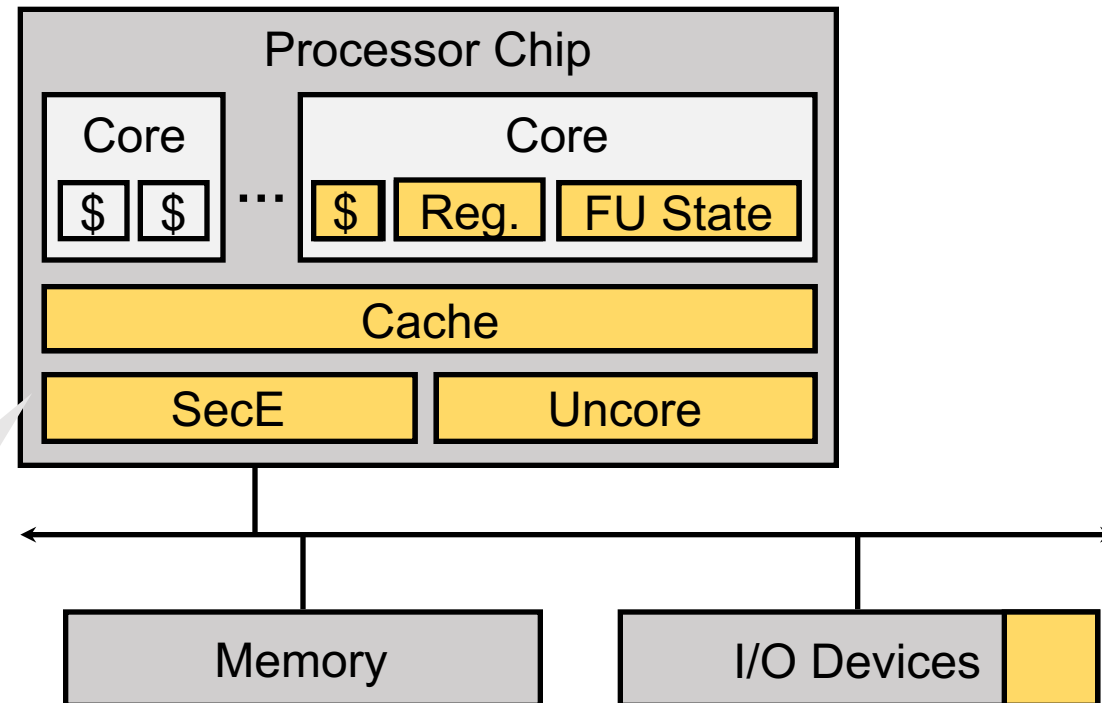 Processor Chip
Core
Core
$ $ ... $ Reg. FU State
Cache
SecE Uncore
Memory I/O Devices